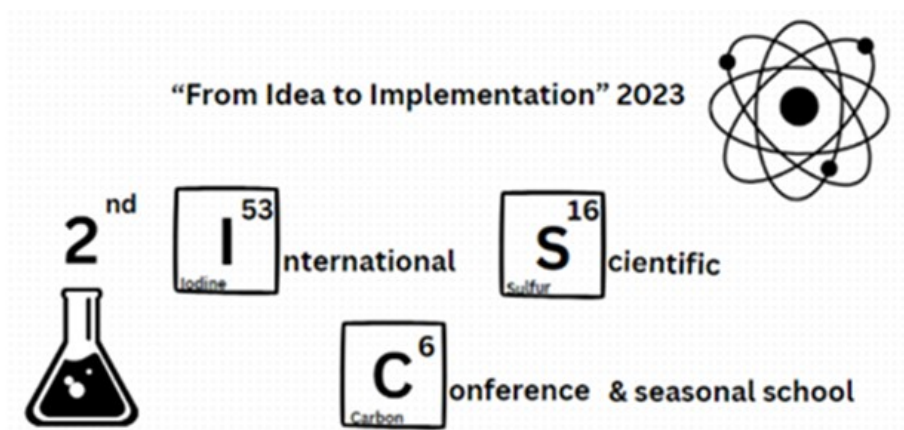 “From Idea to Implementation” 2023
2nd I 53 Iodine nternational S 16 Sulfur cientific
C 6 Carbon onference & seasonal school